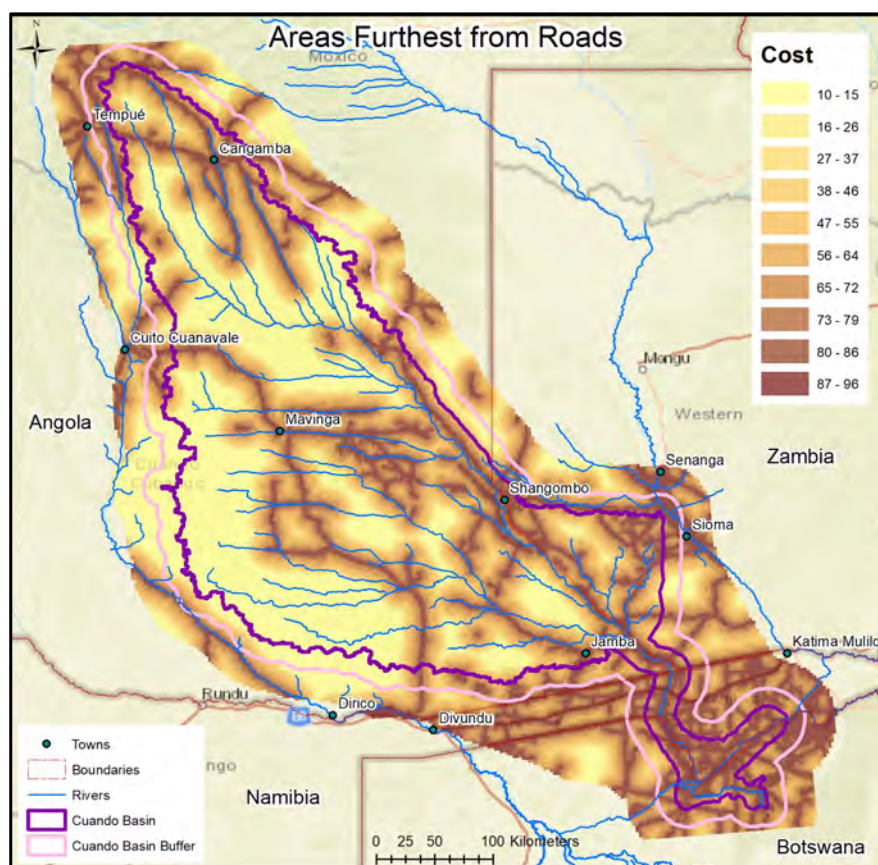 Areas Furthest from Roads
N
Moxico
Cost
10 - 15
16 - 26
27 - 37
38 - 46
47 - 55
56 - 64
65 - 72
73 - 79
80 - 86
87 - 96
Tempué
Cangamba
Cuito Cuanavale
Mongu
Angola
Mavinga
Western
Zambia
Senanga
Shangombo
Sioma
Jamba
Katima Mulilo
Rundu
Dirico
Divundu
Towns
Boundaries
Rivers
Cuando Basin
Cuando Basin Buffer
ngo
Namibia
0 25 50 100 Kilometers
Botswana